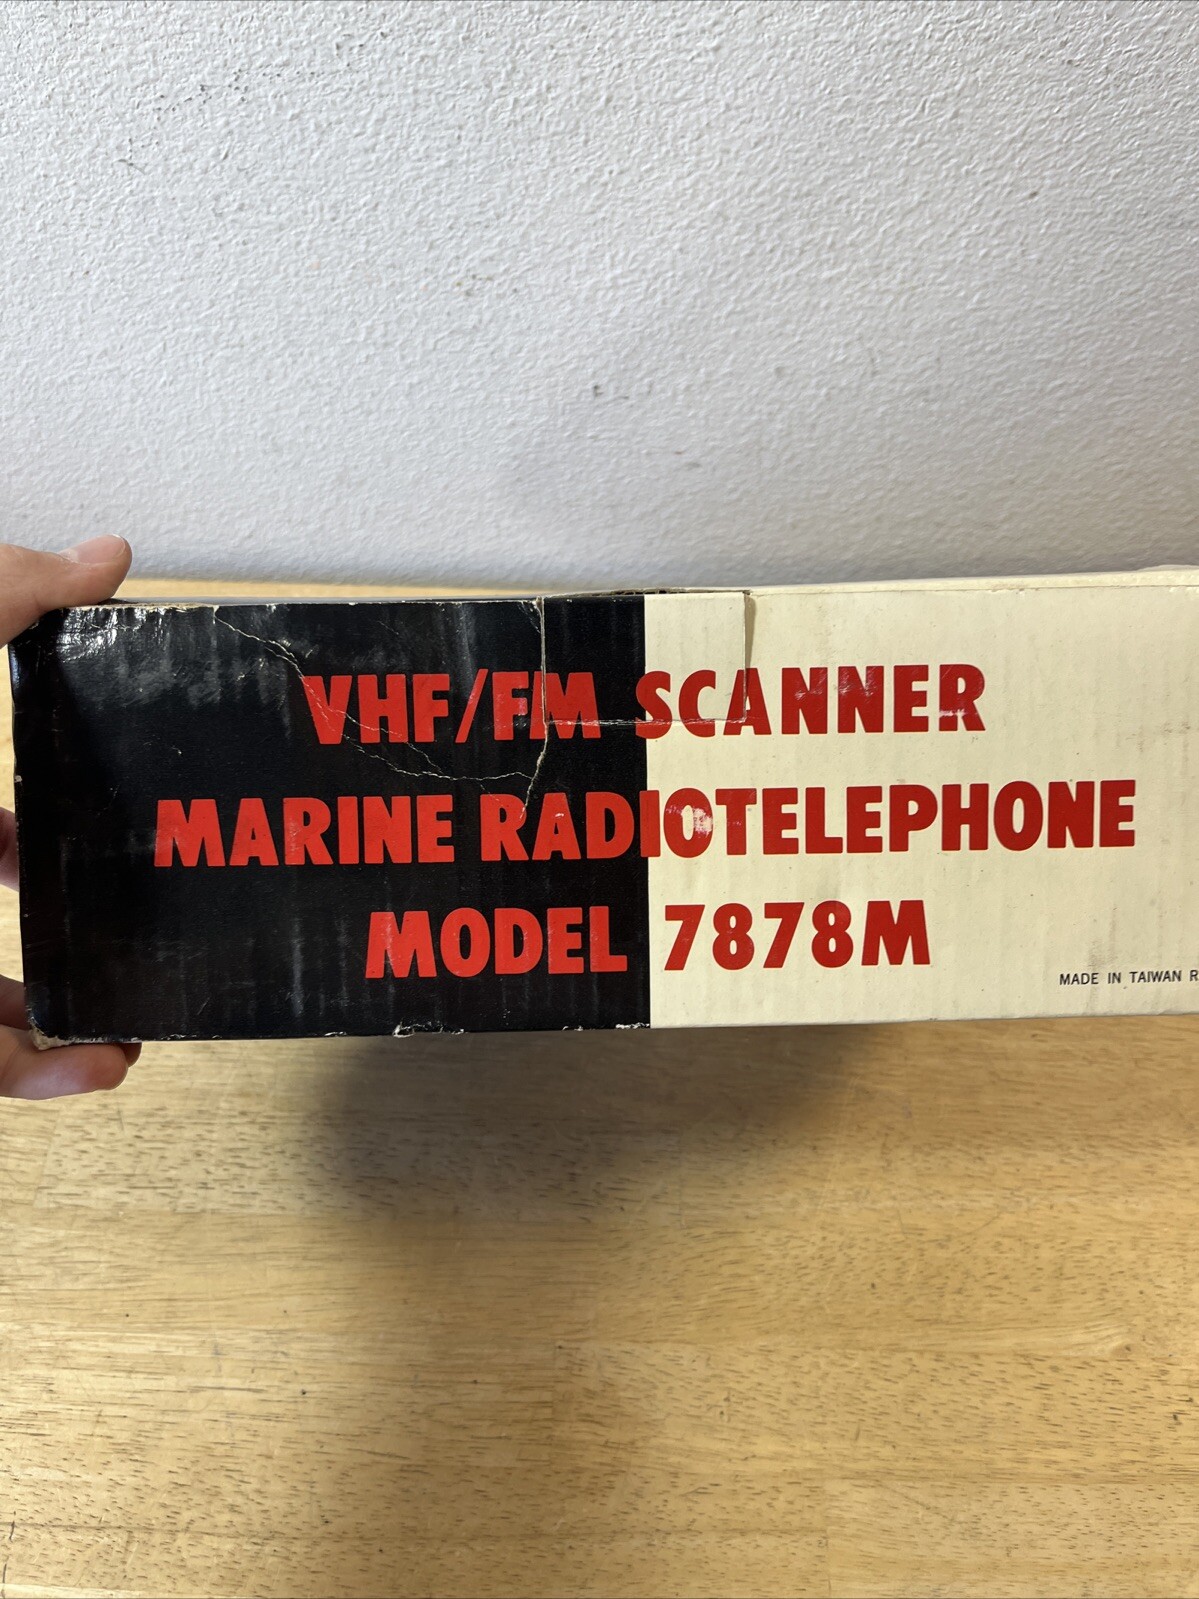 VHF/FM SCANNER
MARINE RADIOTELEPHONE
MODEL 7878M
MADE IN TAIWAN R